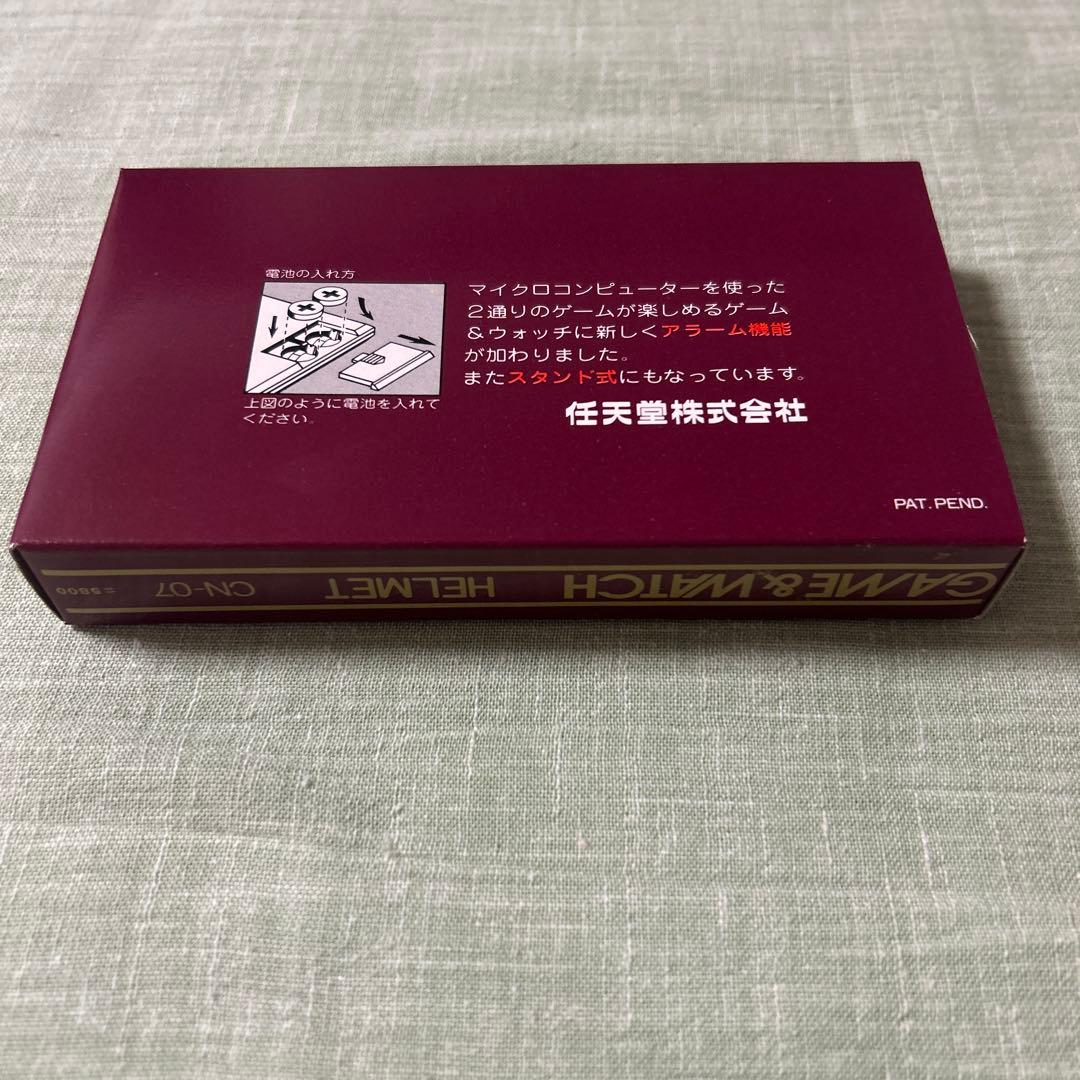 電池の入れ方
上図のように電池を入れて
ください。
マイクロコンピューターを使った
2通りのゲームが楽しめるゲーム
&ウォッチに新しくアラーム機能
が加わりました。
またスタンド式にもなっています。
任天堂株式会社
PAT. PEND.
GAME&WATCH HELMET CN-07